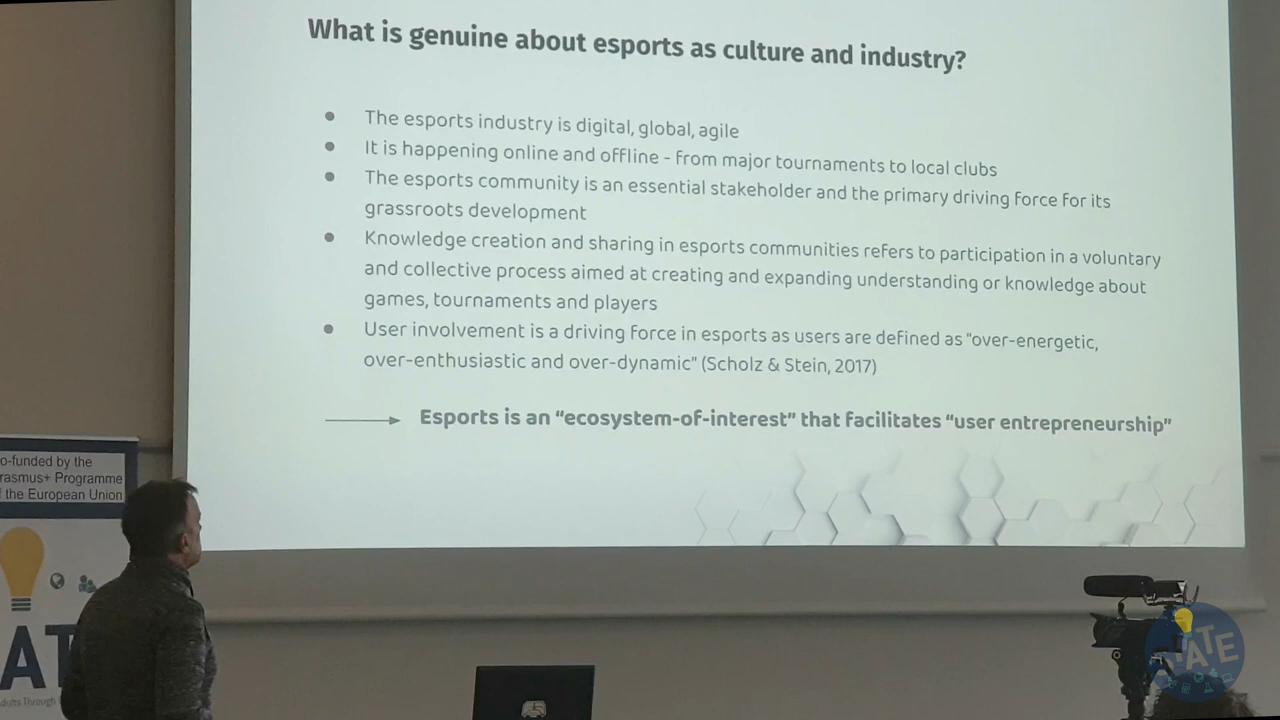 What is genuine about esports as culture and industry?
● The esports industry is digital, global, agile
● It is happening online and offline - from major tournaments to local clubs
● The esports community is an essential stakeholder and the primary driving force for its
grassroots development
● Knowledge creation and sharing in esports communities refers to participation in a voluntary
and collective process aimed at creating and expanding understanding or knowledge about
games, tournaments and players
● User involvement is a driving force in esports as users are defined as "over-energetic,
over-enthusiastic and over-dynamic" (Scholz & Stein, 2017)
Esports is an “ecosystem-of-interest” that facilitates “user entrepreneurship”
o-funded by the
rasmus+ Programme
the European Union
AT
dults Through
ATE